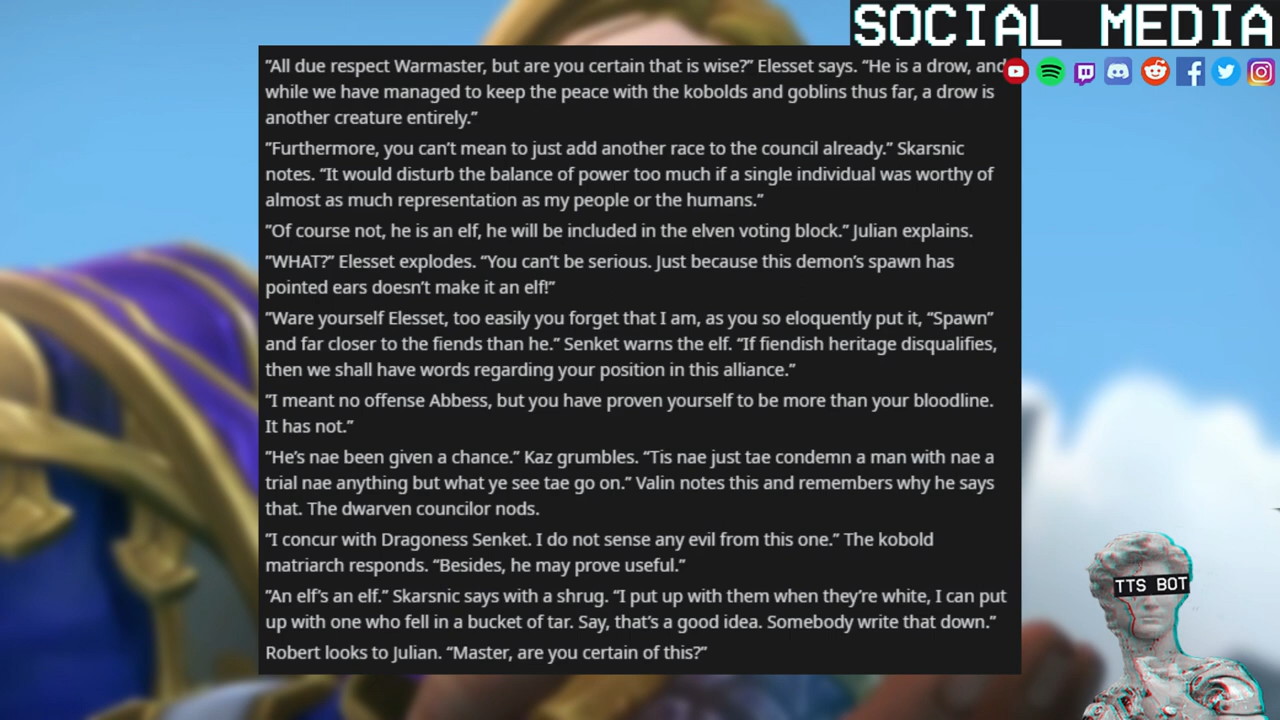 SOCIAL MEDIA
"All due respect Warmaster, but are you certain that is wise?" Elesset says. "He is a drow, and
while we have managed to keep the peace with the kobolds and goblins thus far, a drow is
another creature entirely."
"Furthermore, you can't mean to just add another race to the council already." Skarsnic
notes. "It would disturb the balance of power too much if a single individual was worthy of
almost as much representation as my people or the humans."
"Of course not, he is an elf, he will be included in the elven voting block." Julian explains.
"WHAT?" Elesset explodes. "You can't be serious. Just because this demon's spawn has
pointed ears doesn't make it an elf!"
"Ware yourself Elesset, too easily you forget that I am, as you so eloquently put it, "Spawn"
and far closer to the fiends than he." Senket warns the elf. "If fiendish heritage disqualifies,
then we shall have words regarding your position in this alliance."
"I meant no offense Abbess, but you have proven yourself to be more than your bloodline.
It has not."
"He's nae been given a chance." Kaz grumbles. "Tis nae just tae condemn a man with nae a
trial nae anything but what ye see tae go on." Valin notes this and remembers why he says
that. The dwarven councilor nods.
"I concur with Dragoness Senket. I do not sense any evil from this one." The kobold
matriarch responds. "Besides, he may prove useful."
"An elf's an elf." Skarsnic says with a shrug. "I put up with them when they're white, I can put
up with one who fell in a bucket of tar. Say, that's a good idea. Somebody write that down."
Robert looks to Julian. "Master, are you certain of this?"
TTS BOT